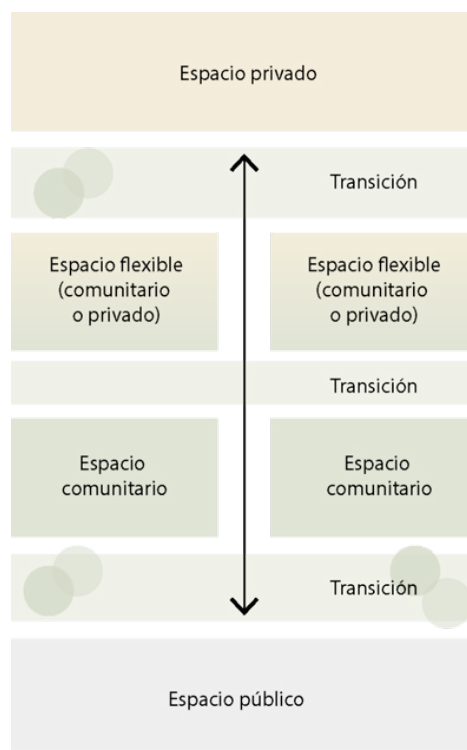 Espacio privado
Transición
Espacio flexible
(comunitario
o privado)
Espacio flexible
(comunitario
o privado)
Transición
Espacio
comunitario
Espacio
comunitario
Transición
Espacio público